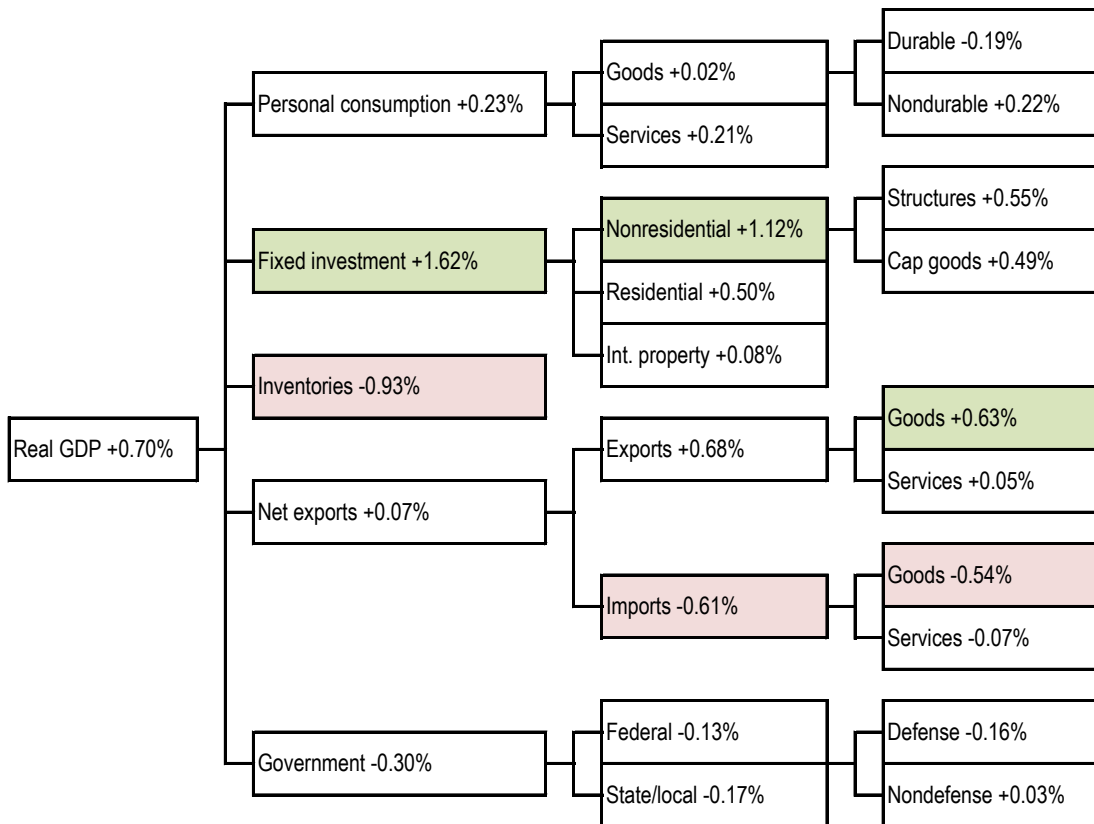 Real GDP +0.70%
Personal consumption +0.23%
Goods +0.02%
Services +0.21%
Durable -0.19%
Nondurable +0.22%
Fixed investment +1.62%
Nonresidential +1.12%
Residential +0.50%
Int. property +0.08%
Structures +0.55%
Cap goods +0.49%
Inventories -0.93%
Net exports +0.07%
Exports +0.68%
Goods +0.63%
Services +0.05%
Imports -0.61%
Goods -0.54%
Services -0.07%
Government -0.30%
Federal -0.13%
State/local -0.17%
Defense -0.16%
Nondefense +0.03%